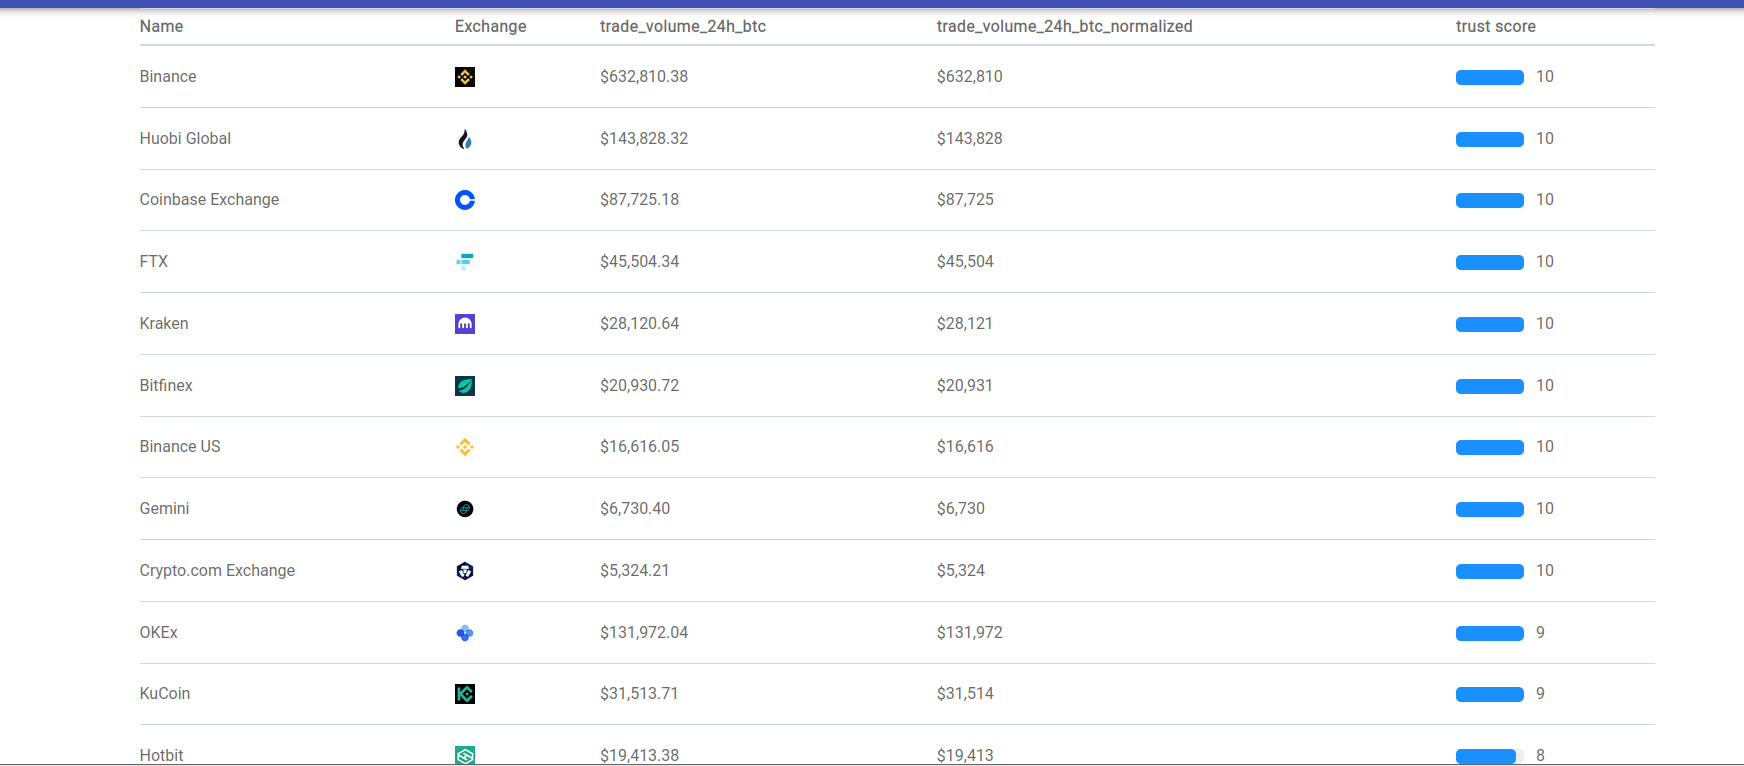 Name Exchange trade_volume_24h_btc trade_volume_24h_btc_normalized trust score
Binance $632,810.38 $632,810 10
Huobi Global $143,828.32 $143,828 10
Coinbase Exchange $87,725.18 $87,725 10
FTX $45,504.34 $45,504 10
Kraken $28,120.64 $28,121 10
Bitfinex $20,930.72 $20,931 10
Binance US $16,616.05 $16,616 10
Gemini $6,730.40 $6,730 10
Crypto.com Exchange $5,324.21 $5,324 10
OKEx $131,972.04 $131,972 9
KuCoin $31,513.71 $31,514 9
Hotbit $19,413.38 $19,413 8